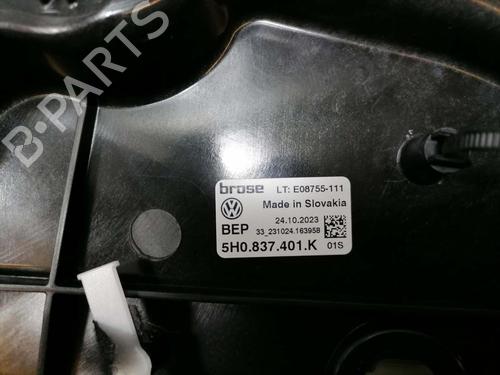 B-PARTS
brose LT: E08755-111
Made in Slovakia
24.10.2023
BEP 33_231024.163958
5H0.837.401.K 01S